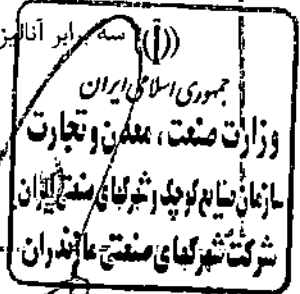 سه برابر آنالیز
جمهوری اسلامی ایران
وزارت صنعت، معدن و تجارت
سازمان صنایع کوچک و شهرکهای صنعتی ایران
شرکت شهرکهای صنعتی مازندران